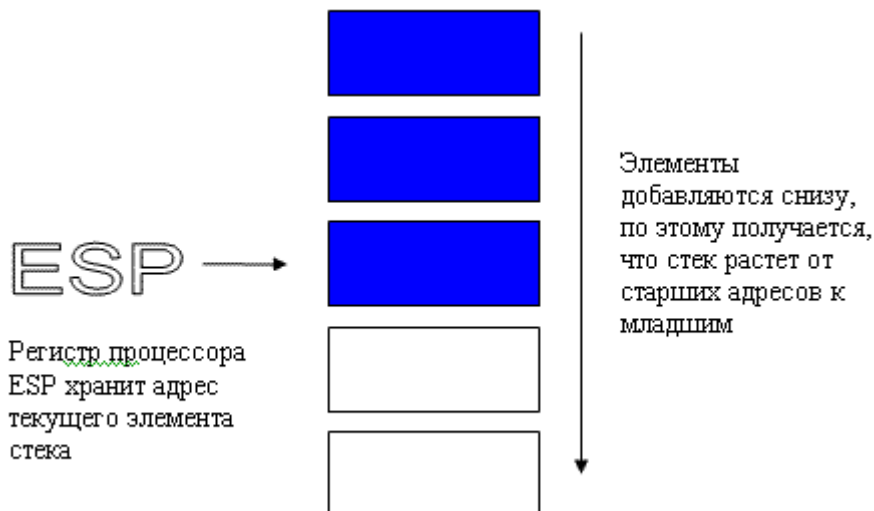 ESP
Регистр процессора
ESP хранит адрес
текущего элемента
стека
Элементы
добавляются снизу,
по этому получается,
что стек растет от
старших адресов к
младшим